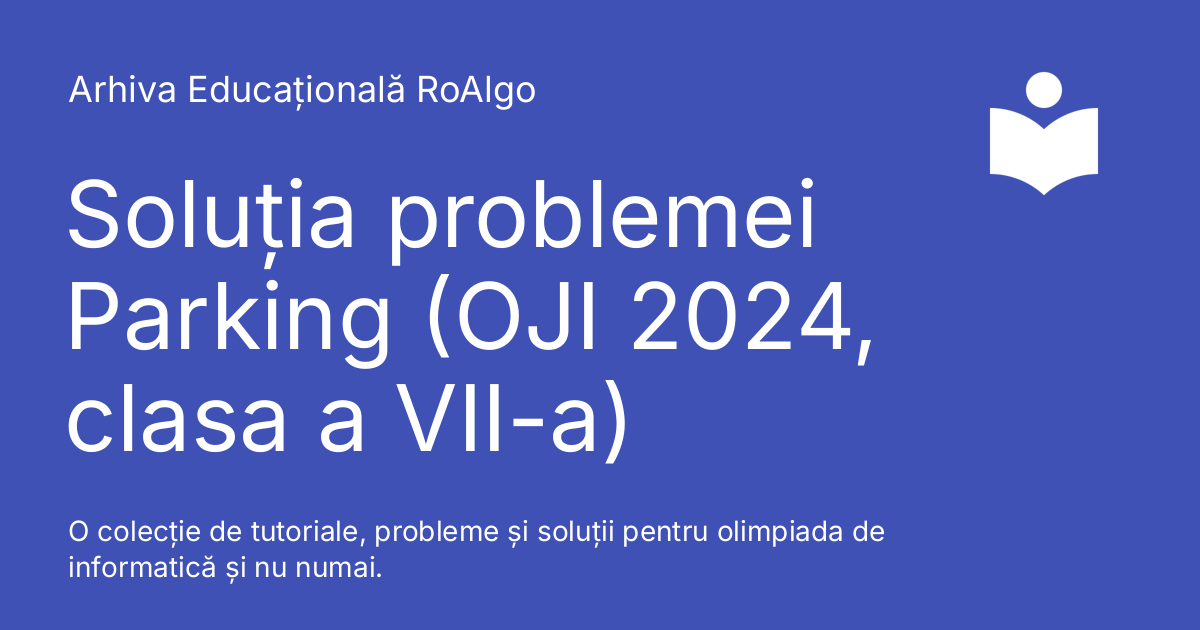 Arhiva Educațională RoAlgo
Soluția problemei
Parking (OJI 2024,
clasa a VII-a)
O colecție de tutoriale, probleme și soluții pentru olimpiada de
informatică și nu numai.